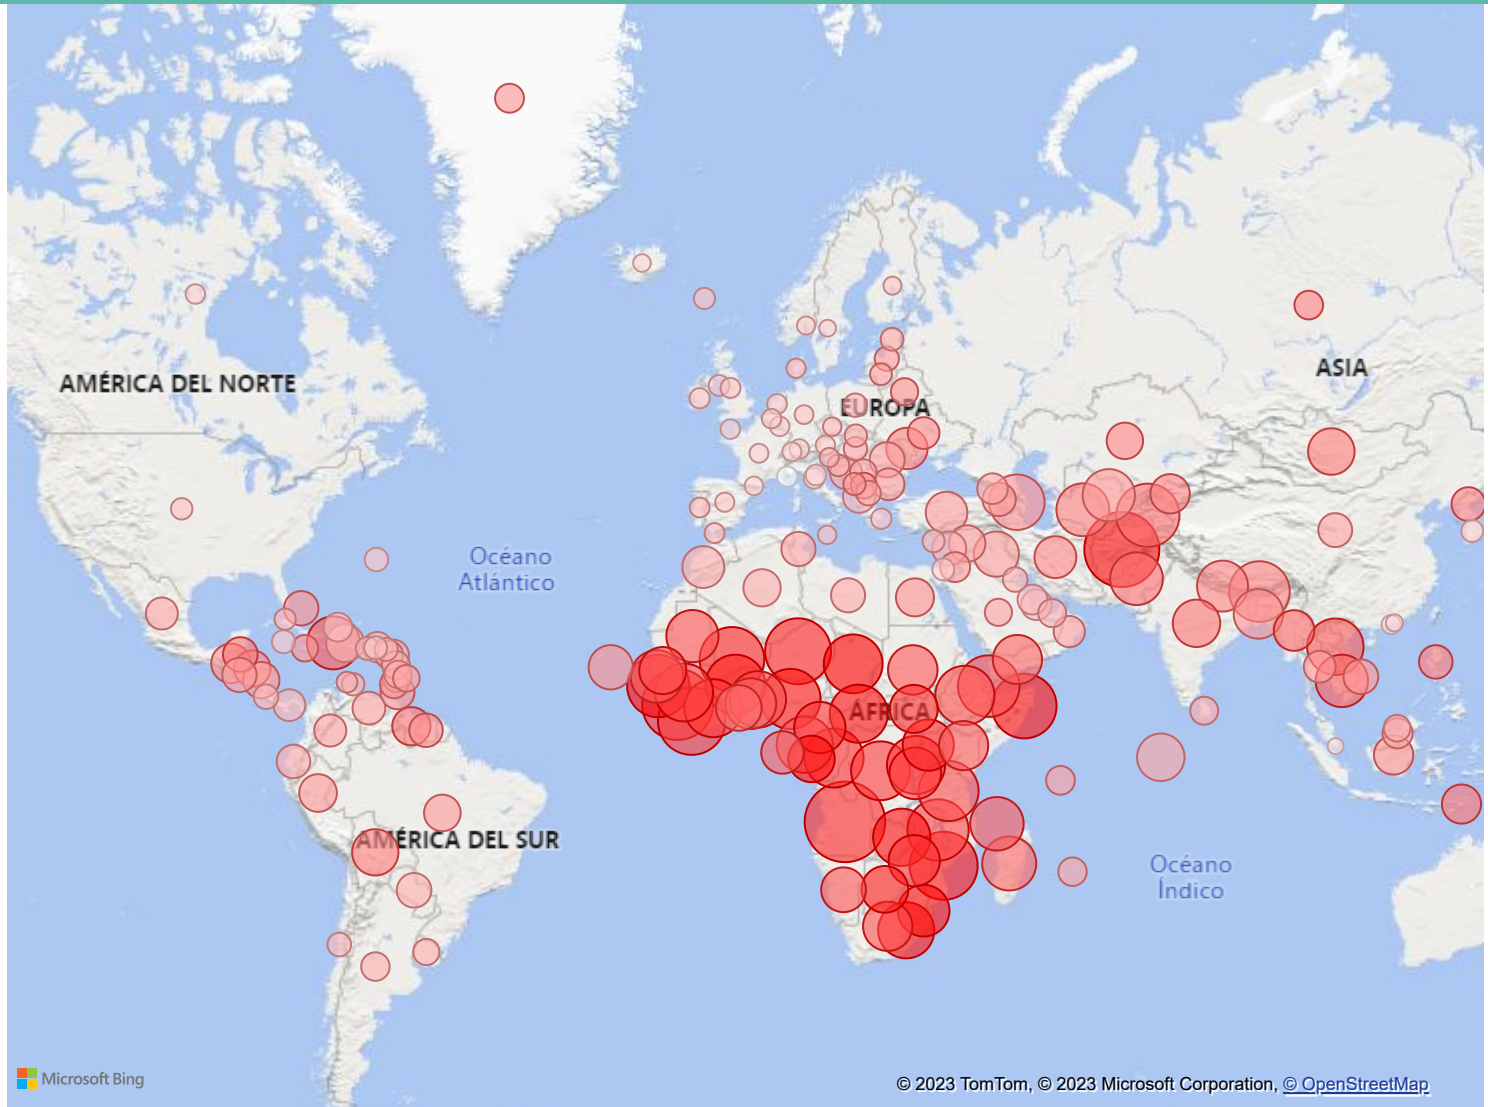 AMÉRICA DEL NORTE
EUROPA
ASIA
Océano
Atlántico
ÁFRICA
AMÉRICA DEL SUR
Océano
Índico
Microsoft Bing
© 2023 TomTom, © 2023 Microsoft Corporation, © OpenStreetMap